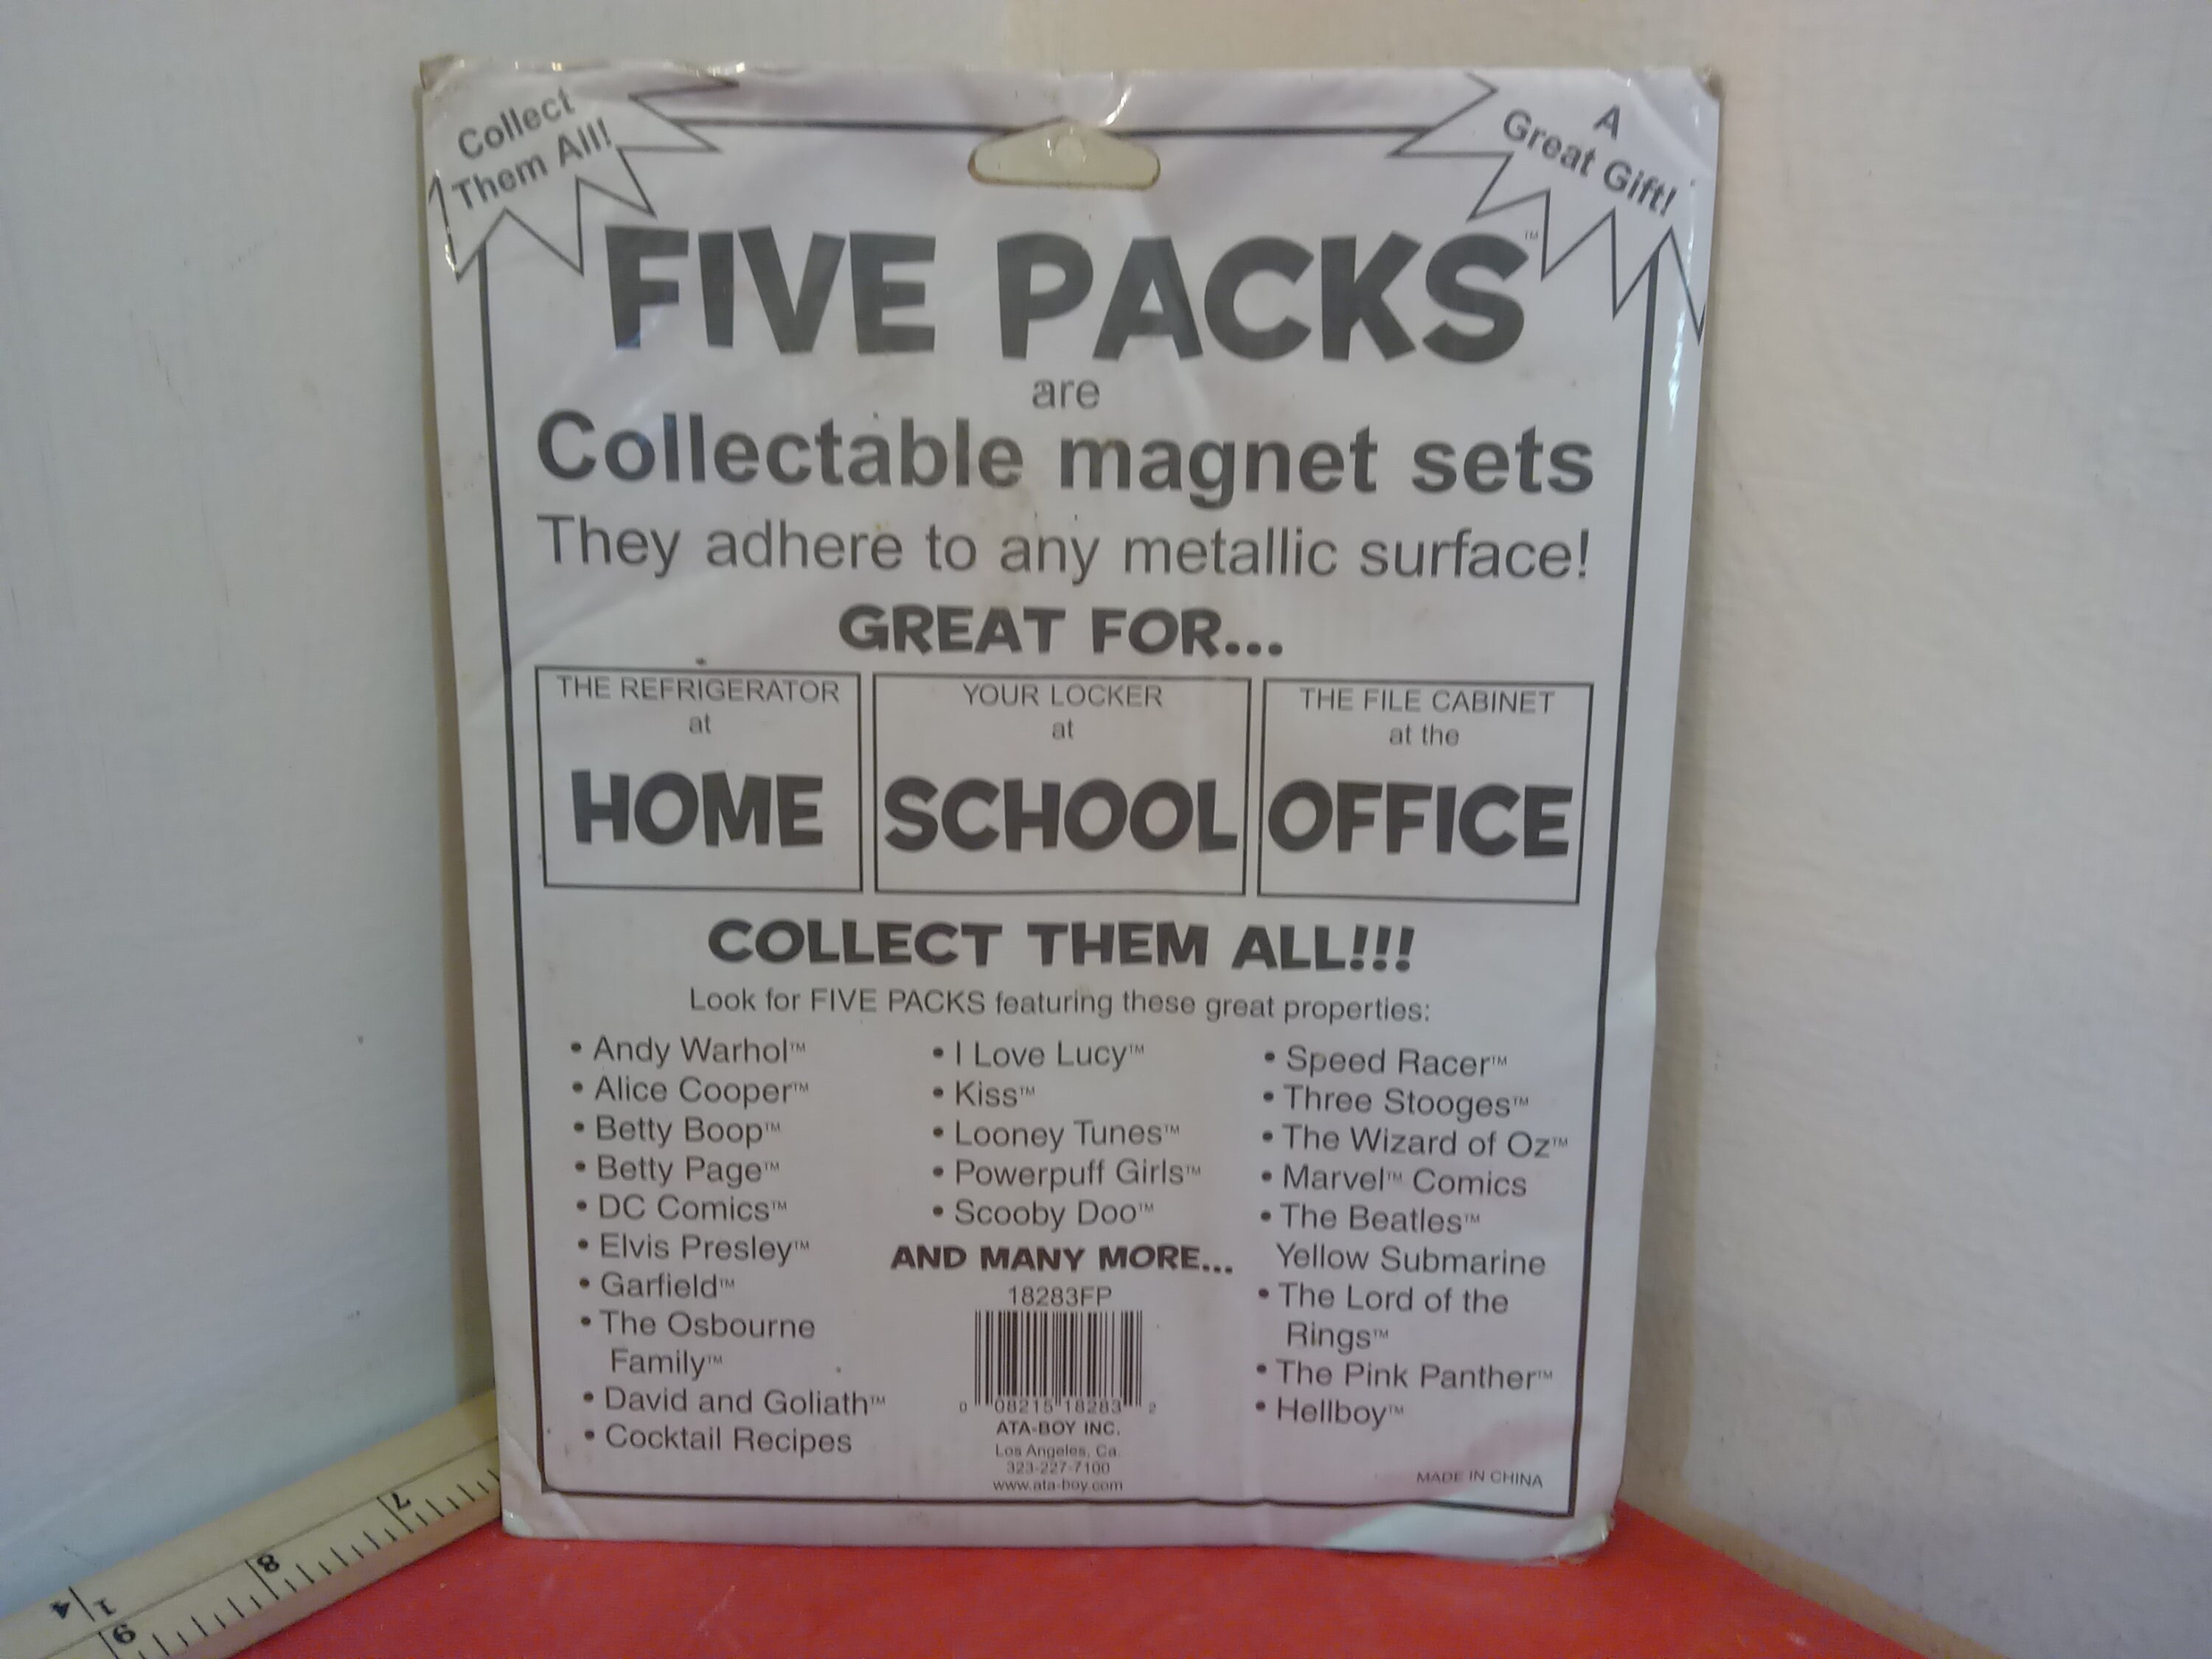 Collect
Them All!
A
Great Gift!
FIVE PACKS™
are
Collectable magnet sets
They adhere to any metallic surface!
GREAT FOR...
THE REFRIGERATOR
at
HOME
YOUR LOCKER
at
SCHOOL
THE FILE CABINET
at the
OFFICE
COLLECT THEM ALL!!!
Look for FIVE PACKS featuring these great properties:
• Andy Warhol™
• Alice Cooper™
• Betty Boop™
• Betty Page™
• DC Comics™
• Elvis Presley™
• Garfield™
• The Osbourne
Family™
• David and Goliath™
• Cocktail Recipes
• I Love Lucy™
• Kiss™
• Looney Tunes™
• Powerpuff Girls™
• Scooby Doo™
AND MANY MORE...
18283FP
0 08215 18283 2
ATA-BOY INC.
Los Angeles, Ca.
323-227-7100
www.ata-boy.com
• Speed Racer™
• Three Stooges™
• The Wizard of Oz™
• Marvel™ Comics
• The Beatles™
Yellow Submarine
• The Lord of the
Rings™
• The Pink Panther™
• Hellboy™
MADE IN CHINA
7
8
9
1
4